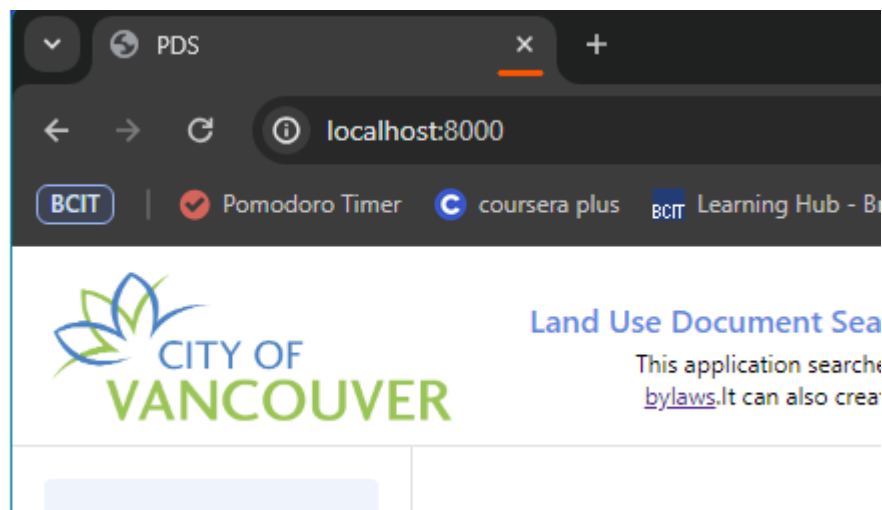 PDS
localhost:8000
BCIT Pomodoro Timer coursera plus BCIT Learning Hub - B
CITY OF
VANCOUVER
Land Use Document Sea
This application searche
bylaws.It can also crea